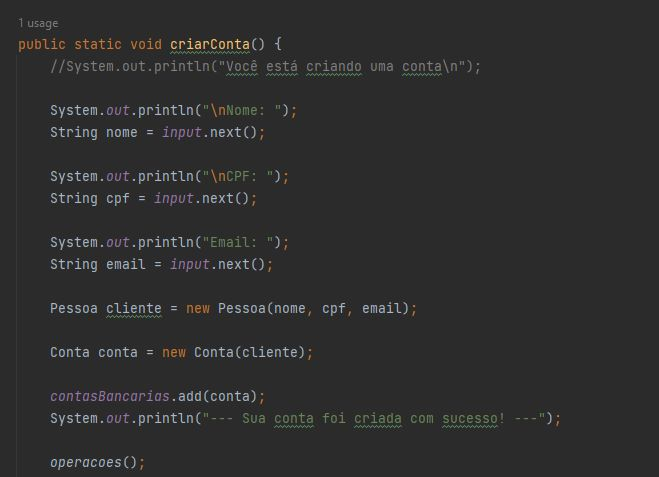 1 usage
public static void criarConta() {
//System.out.println("Você está criando uma conta\n");
System.out.println("\nNome: ");
String nome = input.next();
System.out.println("\nCPF: ");
String cpf = input.next();
System.out.println("Email: ");
String email = input.next();
Pessoa cliente = new Pessoa(nome, cpf, email);
Conta conta = new Conta(cliente);
contasBancarias.add(conta);
System.out.println("--- Sua conta foi criada com sucesso! ---");
operacoes();